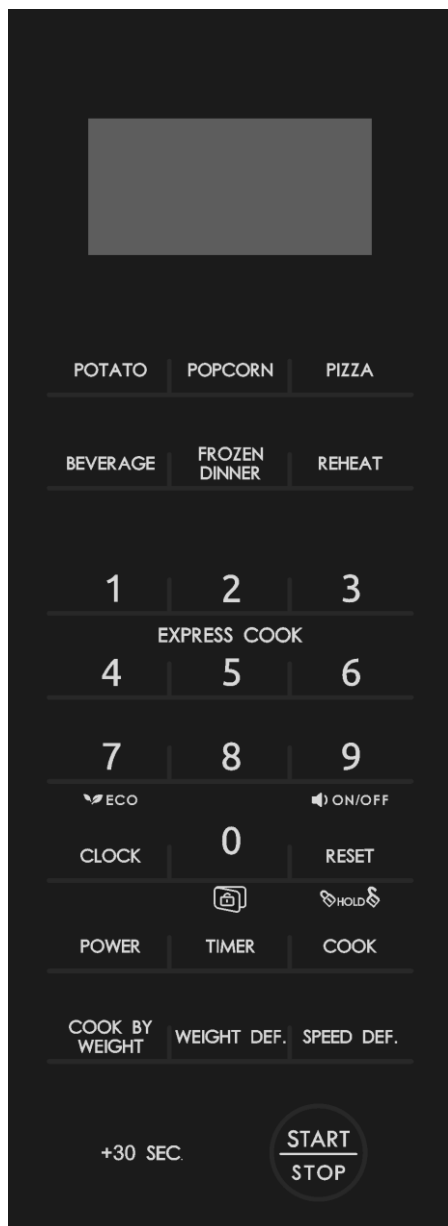 POTATO POPCORN PIZZA
BEVERAGE FROZEN DINNER REHEAT
1 2 3
EXPRESS COOK
4 5 6
7 8 9
ECO ON/OFF
CLOCK 0 RESET
HOLD
POWER TIMER COOK
COOK BY WEIGHT WEIGHT DEF. SPEED DEF.
+30 SEC. START
STOP